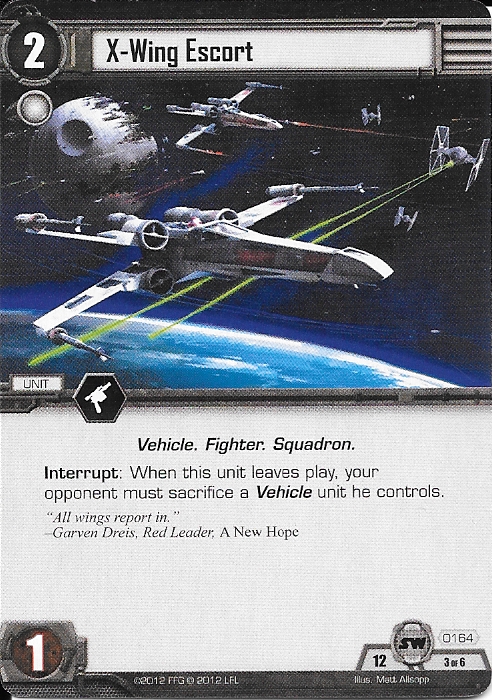 2
X-Wing Escort
UNIT
Vehicle. Fighter. Squadron.
Interrupt: When this unit leaves play, your
opponent must sacrifice a Vehicle unit he controls.
“All wings report in.”
–Garven Dreis, Red Leader, A New Hope
1
SW
0164
12
3 OF 6
©2012 FFG © 2012 LFL
Illus. Matt Allsopp